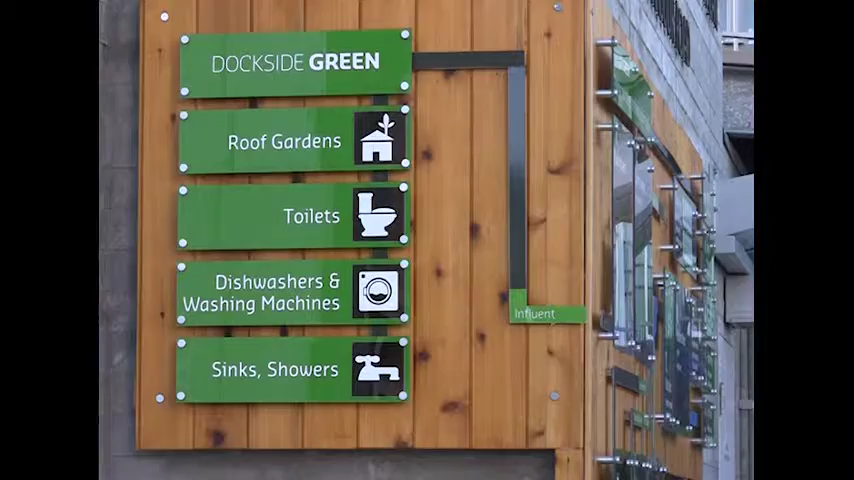 DOCKSIDE GREEN
Roof Gardens
Toilets
Dishwashers &
Washing Machines
Sinks, Showers
Influent